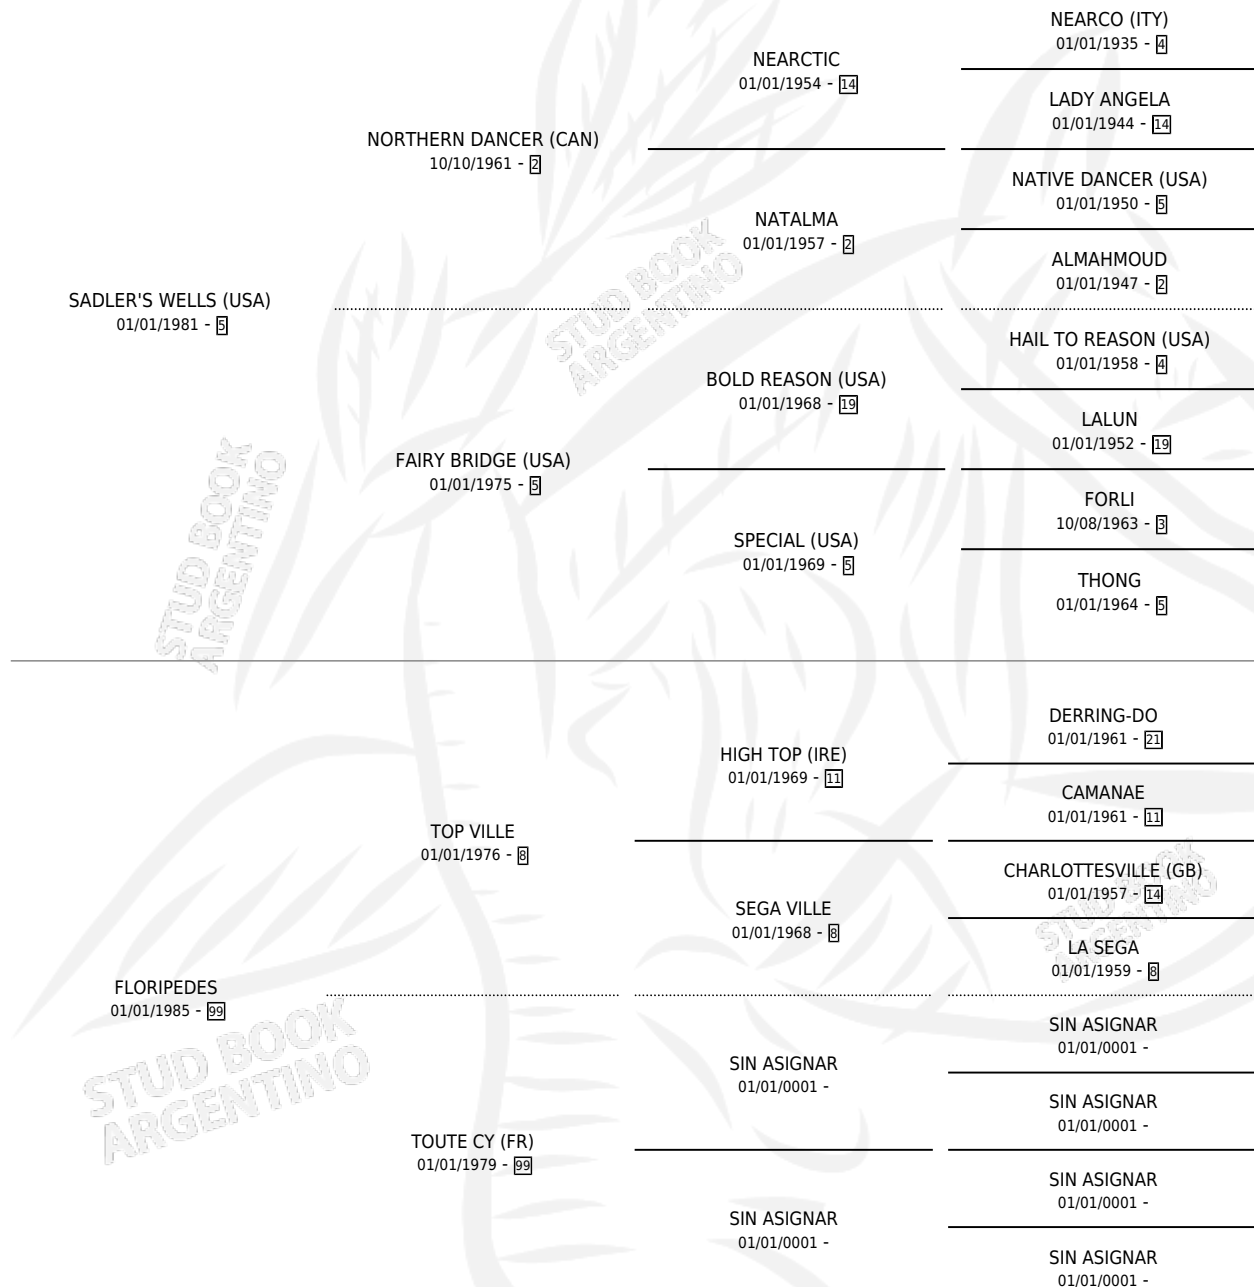 NEARCO (ITY)
01/01/1935 - 4
NEARCTIC
01/01/1954 - 14
LADY ANGELA
01/01/1944 - 14
NORTHERN DANCER (CAN)
10/10/1961 - 2
NATIVE DANCER (USA)
01/01/1950 - 5
NATALMA
01/01/1957 - 2
ALMAHMOUD
01/01/1947 - 2
SADLER'S WELLS (USA)
01/01/1981 - 5
HAIL TO REASON (USA)
01/01/1958 - 4
BOLD REASON (USA)
01/01/1968 - 19
LALUN
01/01/1952 - 19
FAIRY BRIDGE (USA)
01/01/1975 - 5
FORLI
10/08/1963 - 3
SPECIAL (USA)
01/01/1969 - 5
THONG
01/01/1964 - 5
DERRING-DO
01/01/1961 - 21
HIGH TOP (IRE)
01/01/1969 - 11
CAMANAE
01/01/1961 - 11
TOP VILLE
01/01/1976 - 8
CHARLOTTESVILLE (GB)
01/01/1957 - 14
SEGA VILLE
01/01/1968 - 8
LA SEGA
01/01/1959 - 8
FLORIPEDES
01/01/1985 - 99
SIN ASIGNAR
01/01/0001 -
SIN ASIGNAR
01/01/0001 -
SIN ASIGNAR
01/01/0001 -
TOUTE CY (FR)
01/01/1979 - 99
SIN ASIGNAR
01/01/0001 -
SIN ASIGNAR
01/01/0001 -
SIN ASIGNAR
01/01/0001 -
STUD BOOK
ARGENTINO
STUD BOOK
ARGENTINO
STUD BOOK
ARGENTINO
STUD BOOK
ARGENTINO